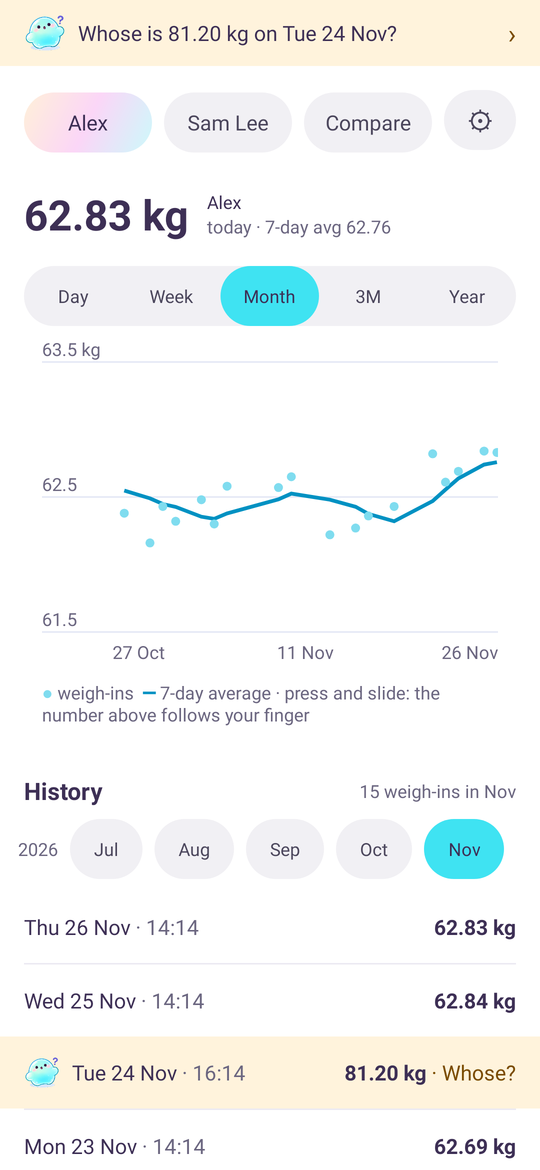 Whose is 81.20 kg on Tue 24 Nov? ›
Alex
Sam Lee
Compare
62.83 kg
Alex
today · 7-day avg 62.76
Day
Week
Month
3M
Year
63.5 kg
62.5
61.5
27 Oct
11 Nov
26 Nov
weigh-ins
7-day average · press and slide: the
number above follows your finger
History
15 weigh-ins in Nov
2026
Jul
Aug
Sep
Oct
Nov
Thu 26 Nov · 14:14
62.83 kg
Wed 25 Nov · 14:14
62.84 kg
?
Tue 24 Nov · 16:14
81.20 kg · Whose?
Mon 23 Nov · 14:14
62.69 kg